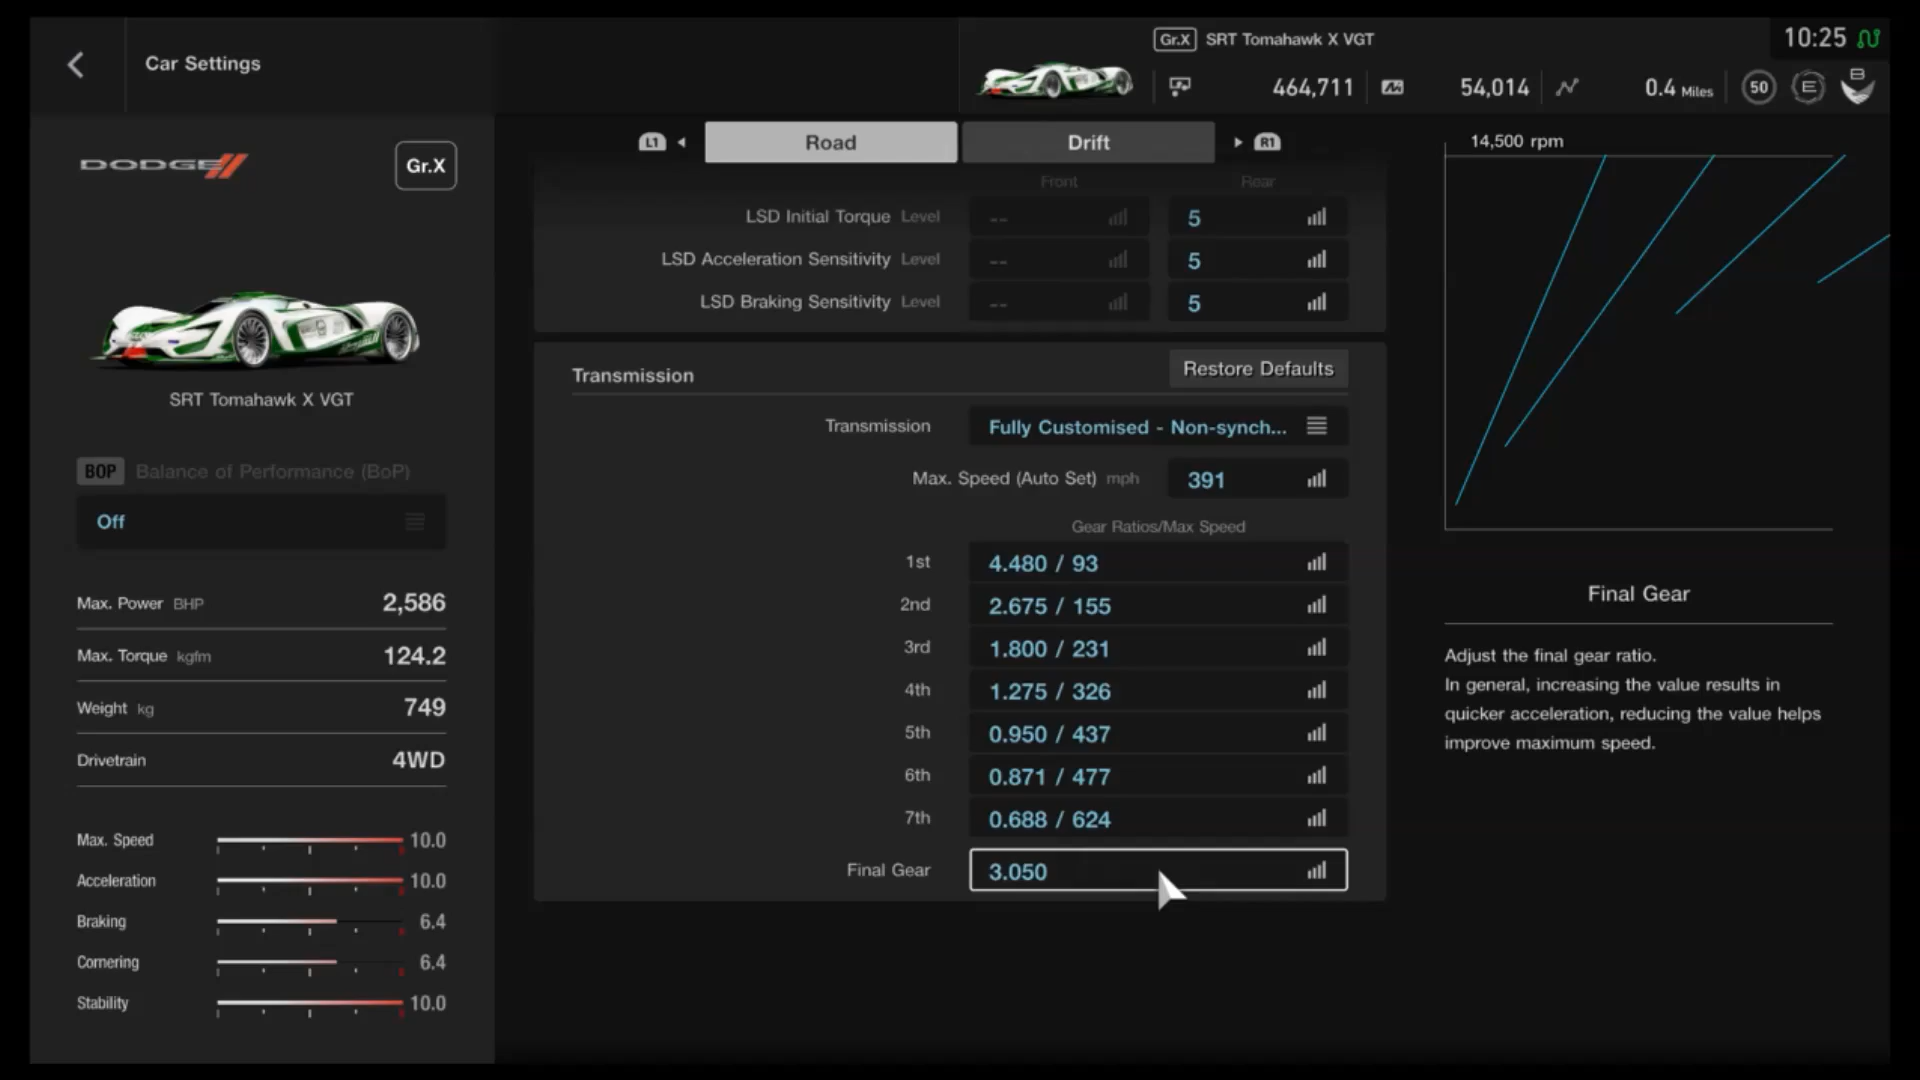 Car Settings
Gr.X SRT Tomahawk X VGT
10:25
464,711
54,014
0.4 Miles
50
E
B
DODGE
Gr.X
SRT Tomahawk X VGT
BOP Balance of Performance (BoP)
Off
Max. Power BHP 2,586
Max. Torque kgfm 124.2
Weight kg 749
Drivetrain 4WD
Max. Speed 10.0
Acceleration 10.0
Braking 6.4
Cornering 6.4
Stability 10.0
L1 Road Drift R1
Front Rear
LSD Initial Torque Level -- 5
LSD Acceleration Sensitivity Level -- 5
LSD Braking Sensitivity Level -- 5
Transmission Restore Defaults
Transmission Fully Customised - Non-synch...
Max. Speed (Auto Set) mph 391
Gear Ratios/Max Speed
1st 4.480 / 93
2nd 2.675 / 155
3rd 1.800 / 231
4th 1.275 / 326
5th 0.950 / 437
6th 0.871 / 477
7th 0.688 / 624
Final Gear 3.050
14,500 rpm
Final Gear
Adjust the final gear ratio.
In general, increasing the value results in
quicker acceleration, reducing the value helps
improve maximum speed.